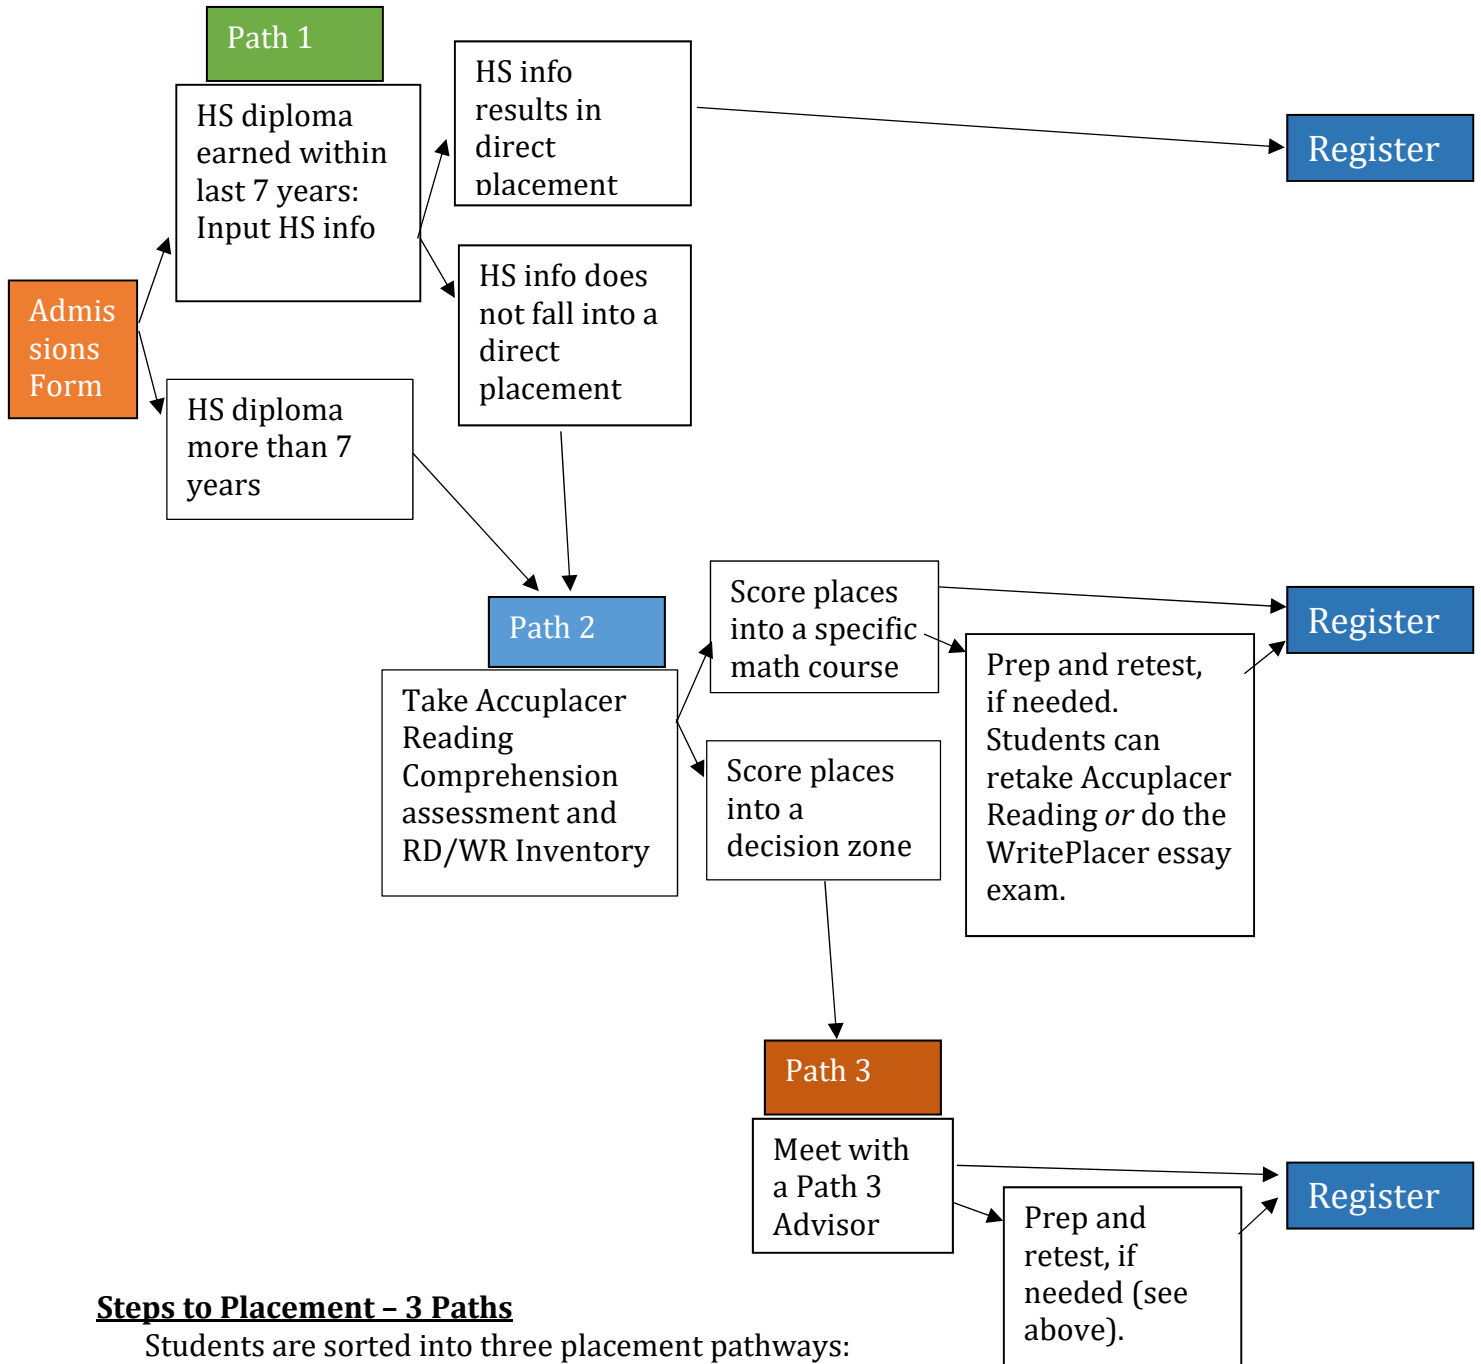 Path 1
HS diploma
earned within
last 7 years:
Input HS info
HS info
results in
direct
placement
Register
HS info does
not fall into a
direct
placement
Admis
sions
Form
HS diploma
more than 7
years
Path 2
Take Accuplacer
Reading
Comprehension
assessment and
RD/WR Inventory
Score places
into a specific
math course
Register
Prep and retest,
if needed.
Students can
retake Accuplacer
Reading or do the
WritePlacer essay
exam.
Score places
into a
decision zone
Path 3
Meet with
a Path 3
Advisor
Register
Prep and
retest, if
needed (see
above).
Steps to Placement – 3 Paths
Students are sorted into three placement pathways: